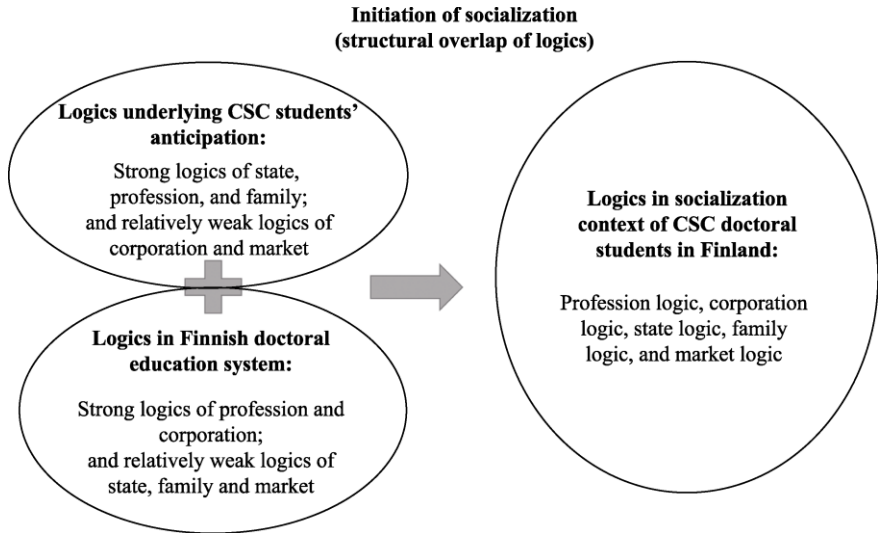 Initiation of socialization
(structural overlap of logics)
Logics underlying CSC students’
anticipation:
Strong logics of state,
profession, and family;
and relatively weak logics of
corporation and market
Logics in Finnish doctoral
education system:
Strong logics of profession and
corporation;
and relatively weak logics of
state, family and market
Logics in socialization
context of CSC doctoral
students in Finland:
Profession logic, corporation
logic, state logic, family
logic, and market logic